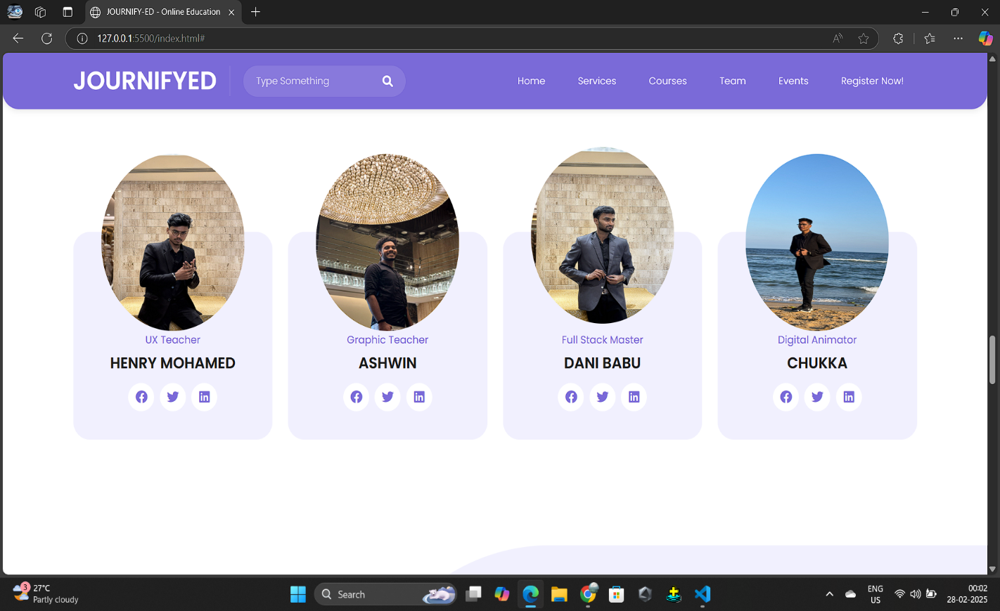 JOURNIFY-ED - Online Education
127.0.0.1:5500/index.html#
JOURNIFYED
Type Something
Home
Services
Courses
Team
Events
Register Now!
UX Teacher
HENRY MOHAMED
Graphic Teacher
ASHWIN
Full Stack Master
DANI BABU
Digital Animator
CHUKKA
3
27°C
Partly cloudy
Search
ENG
US
00:02
28-02-2025